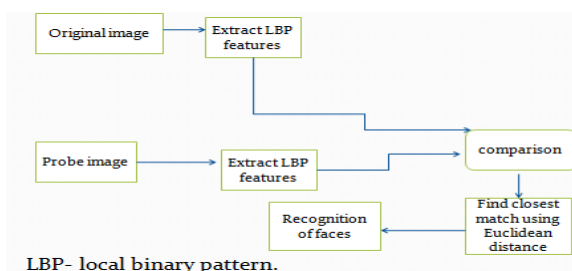 Original image
Extract LBP
features
Probe image
Extract LBP
features
comparison
Find closest
match using
Euclidean
distance
Recognition
of faces
LBP- local binary pattern.